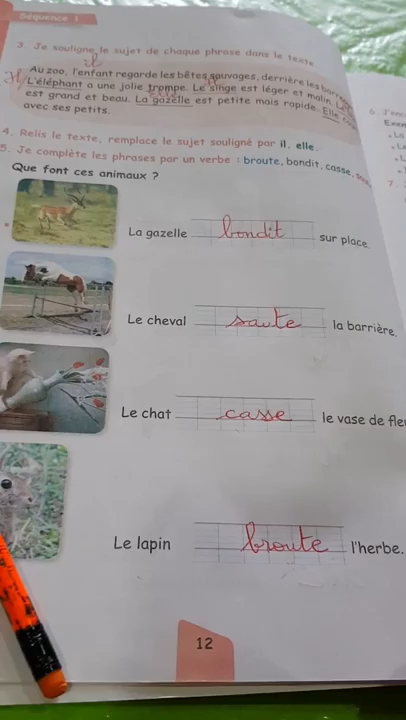 Séquence 1
3 Je souligne le sujet de chaque phrase dans le texte.
il
Au zoo, l'enfant regarde les bêtes sauvages, derrière les
Il
L'éléphant a une jolie trompe. Le singe est léger et malin.
est grand et beau. La gazelle est petite mais rapide. Elle
avec ses petits.
4. Relis le texte, remplace le sujet souligné par il, elle.
5. Je complète les phrases par un verbe : broute, bondit, casse,
Que font ces animaux ?
La gazelle bondit sur place.
Le cheval saute la barrière.
Le chat casse le vase de
Le lapin broute l'herbe.
12